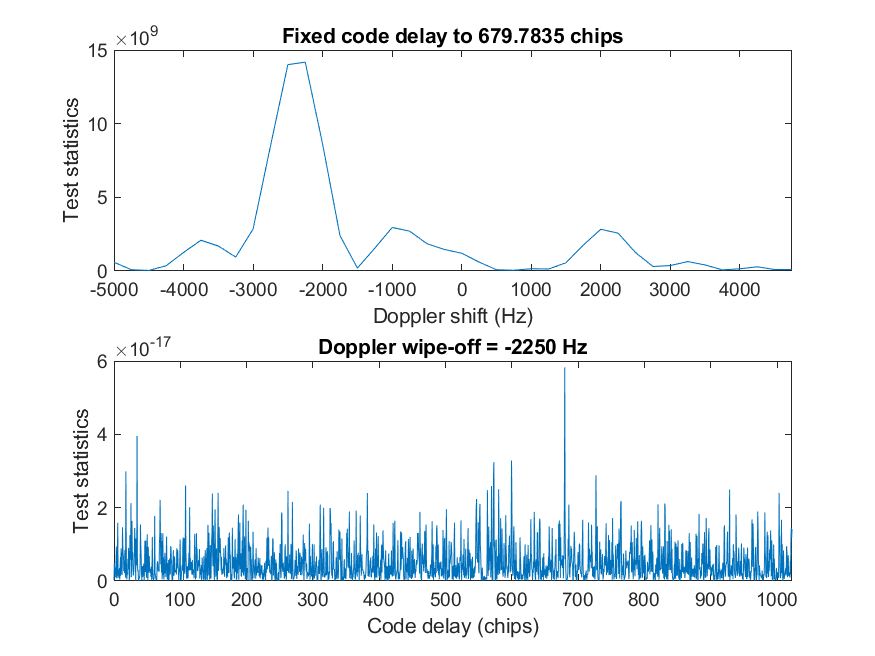 ×10^9
Fixed code delay to 679.7835 chips
15
10
5
0
Test statistics
-5000 -4000 -3000 -2000 -1000 0 1000 2000 3000 4000
Doppler shift (Hz)
×10^-17
Doppler wipe-off = -2250 Hz
6
4
2
0
Test statistics
0 100 200 300 400 500 600 700 800 900 1000
Code delay (chips)